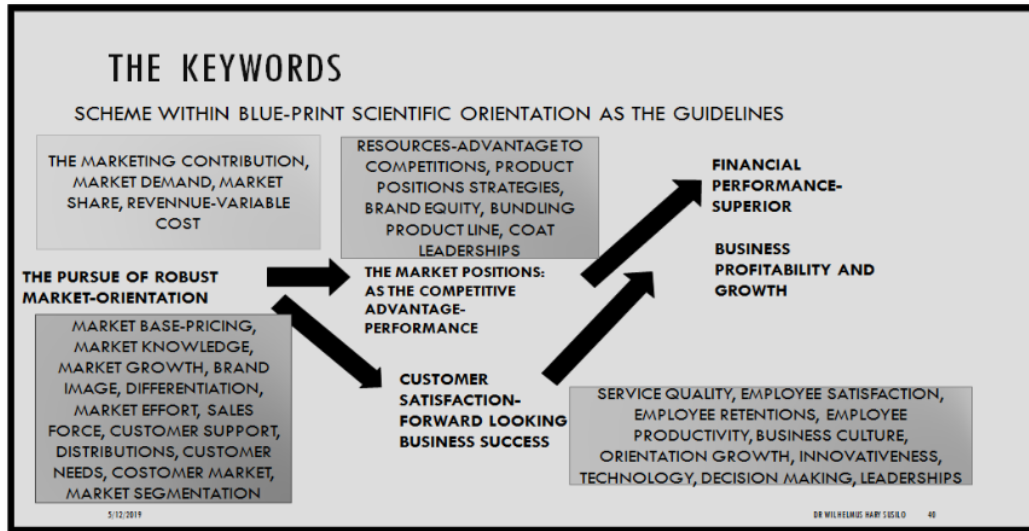 THE KEYWORDS
SCHEME WITHIN BLUE-PRINT SCIENTIFIC ORIENTATION AS THE GUIDELINES
THE MARKETING CONTRIBUTION,
MARKET DEMAND, MARKET
SHARE, REVENNUE-VARIABLE
COST
RESOURCES-ADVANTAGE TO
COMPETITIONS, PRODUCT
POSITIONS STRATEGIES,
BRAND EQUITY, BUNDLING
PRODUCT LINE, COAT
LEADERSHIPS
FINANCIAL
PERFORMANCE-
SUPERIOR
BUSINESS
PROFITABILITY AND
GROWTH
THE PURSUE OF ROBUST
MARKET-ORIENTATION
THE MARKET POSITIONS:
AS THE COMPETITIVE
ADVANTAGE-
PERFORMANCE
MARKET BASE-PRICING,
MARKET KNOWLEDGE,
MARKET GROWTH, BRAND
IMAGE, DIFFERENTIATION,
MARKET EFFORT, SALES
FORCE, CUSTOMER SUPPORT,
DISTRIBUTIONS, CUSTOMER
NEEDS, COSTOMER MARKET,
MARKET SEGMENTATION
CUSTOMER
SATISFACTION-
FORWARD LOOKING
BUSINESS SUCCESS
SERVICE QUALITY, EMPLOYEE SATISFACTION,
EMPLOYEE RETENTIONS, EMPLOYEE
PRODUCTIVITY, BUSINESS CULTURE,
ORIENTATION GROWTH, INNOVATIVENESS,
TECHNOLOGY, DECISION MAKING, LEADERSHIPS
5/12/2019
DR WILHELMUS HARY SUSILO 40